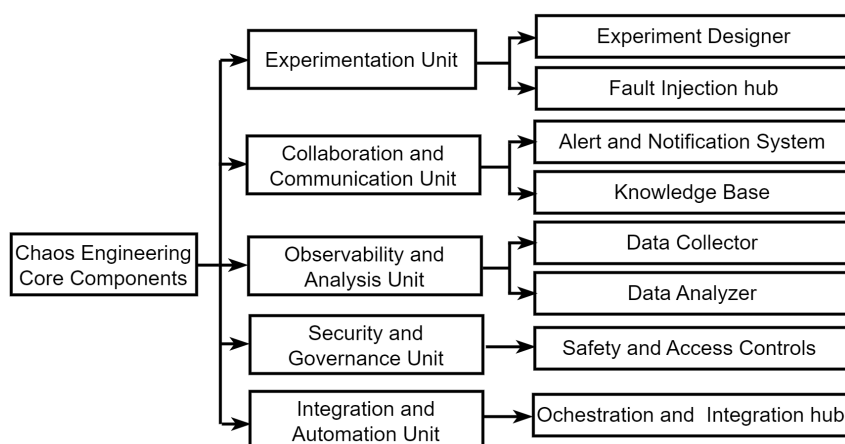 Chaos Engineering
Core Components
Experimentation Unit
Experiment Designer
Fault Injection hub
Collaboration and
Communication Unit
Alert and Notification System
Knowledge Base
Observability and
Analysis Unit
Data Collector
Data Analyzer
Security and
Governance Unit
Safety and Access Controls
Integration and
Automation Unit
Ochestration and  Integration hub